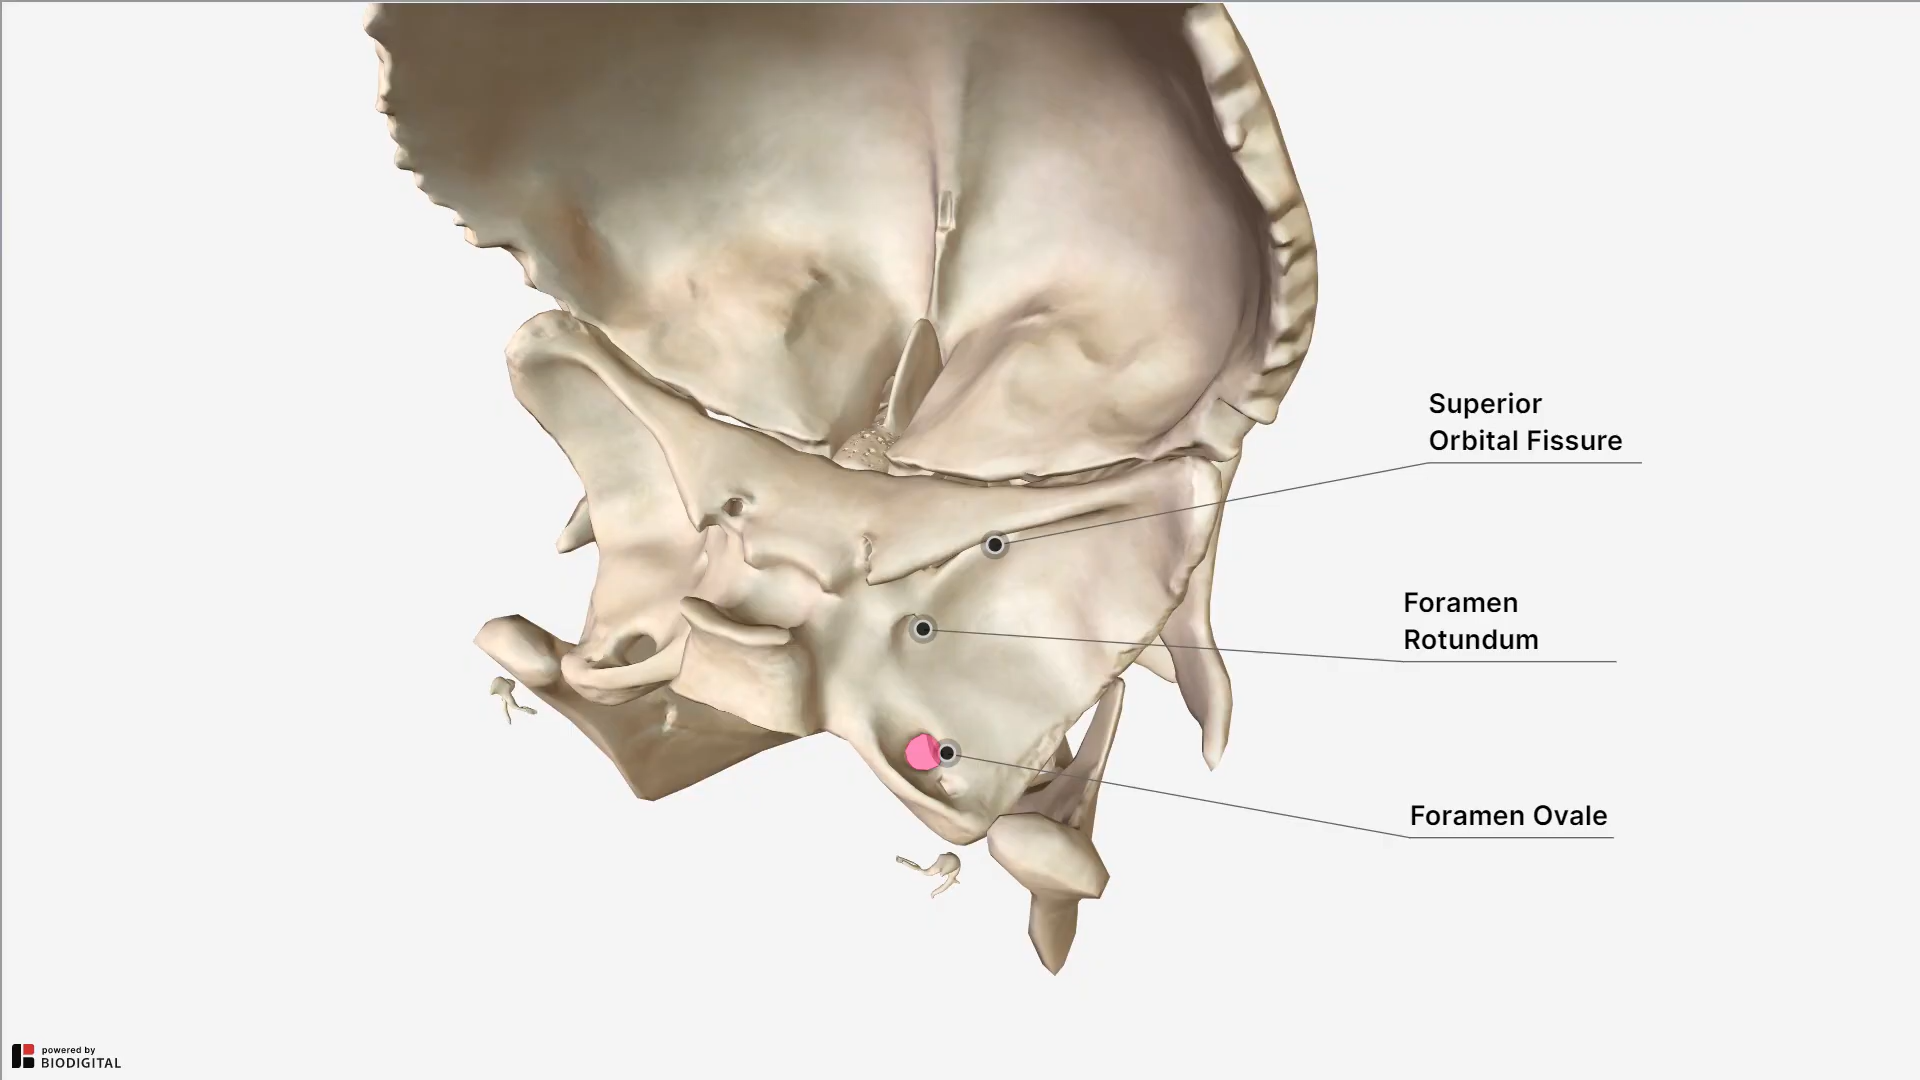 Superior
Orbital Fissure
Foramen
Rotundum
Foramen Ovale
powered by
BIODIGITAL